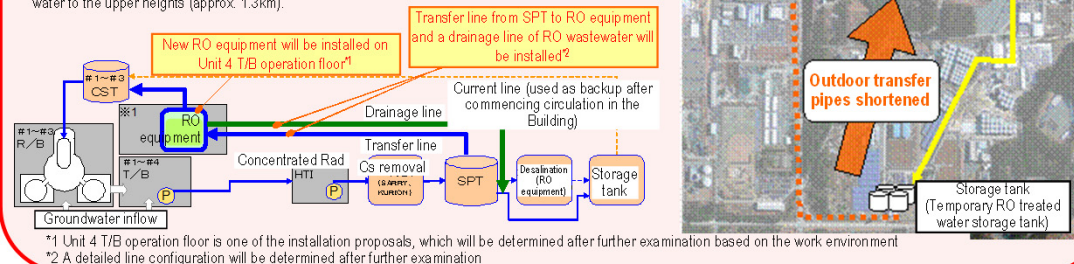 water to the upper heights (approx. 1.3km).
New RO equipment will be installed on
Unit 4 T/B operation floor*1
Transfer line from SPT to RO equipment
and a drainage line of RO wastewater will
be installed*2
#1~#3
CST
※1
RO
equipment
Drainage line
Current line (used as backup after
commencing circulation in the
Building)
#1~#3
R/B
#1~#4
T/B
P
Concentrated Rad
HTI
P
Transfer line
Cs removal
(SARRY,
KURION)
SPT
Desalination
(RO
equipment)
Storage
tank
Groundwater inflow
Outdoor transfer
pipes shortened
Storage tank
(Temporary RO treated
water storage tank)
*1 Unit 4 T/B operation floor is one of the installation proposals, which will be determined after further examination based on the work environment
*2 A detailed line configuration will be determined after further examination